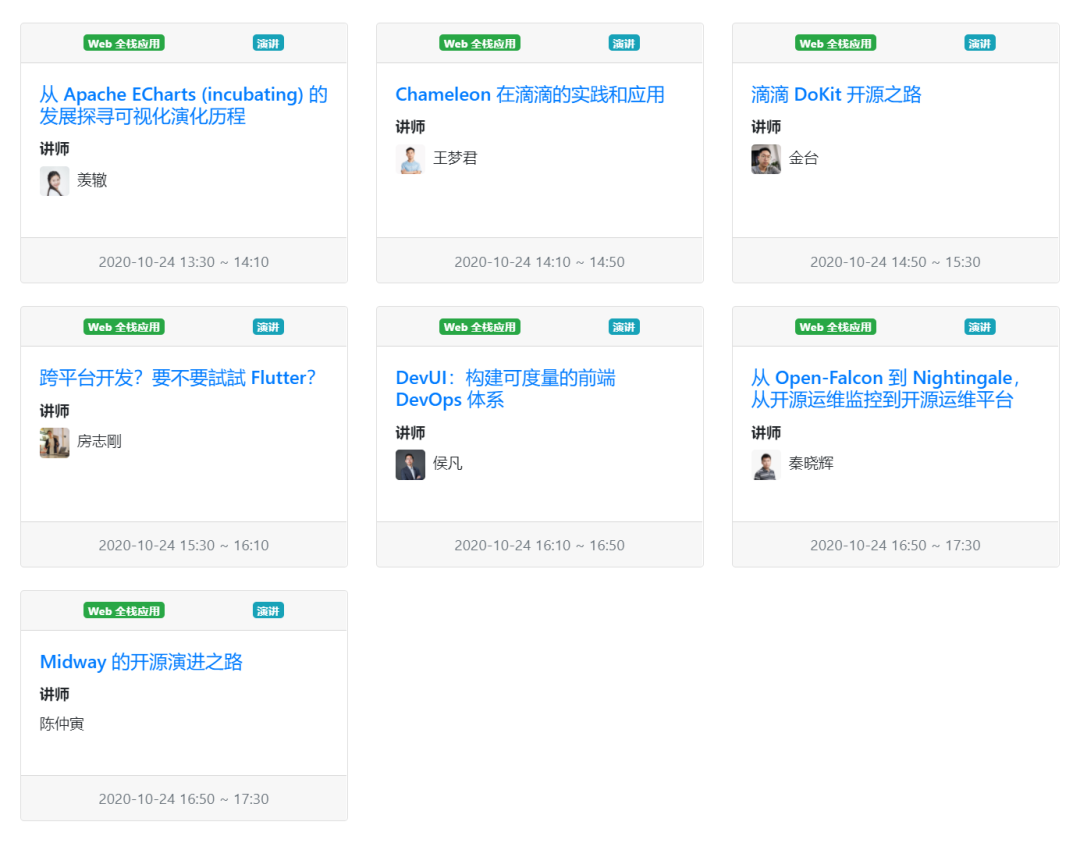 Web 全栈应用 演讲
从 Apache ECharts (incubating) 的
发展探寻可视化演化历程
讲师
羡辙
2020-10-24 13:30 ~ 14:10
Web 全栈应用 演讲
Chameleon 在滴滴的实践和应用
讲师
王梦君
2020-10-24 14:10 ~ 14:50
Web 全栈应用 演讲
滴滴 DoKit 开源之路
讲师
金台
2020-10-24 14:50 ~ 15:30
Web 全栈应用 演讲
跨平台开发？要不要試試 Flutter？
讲师
房志剛
2020-10-24 15:30 ~ 16:10
Web 全栈应用 演讲
DevUI：构建可度量的前端
DevOps 体系
讲师
侯凡
2020-10-24 16:10 ~ 16:50
Web 全栈应用 演讲
从 Open-Falcon 到 Nightingale，
从开源运维监控到开源运维平台
讲师
秦晓辉
2020-10-24 16:50 ~ 17:30
Web 全栈应用 演讲
Midway 的开源演进之路
讲师
陈仲寅
2020-10-24 16:50 ~ 17:30